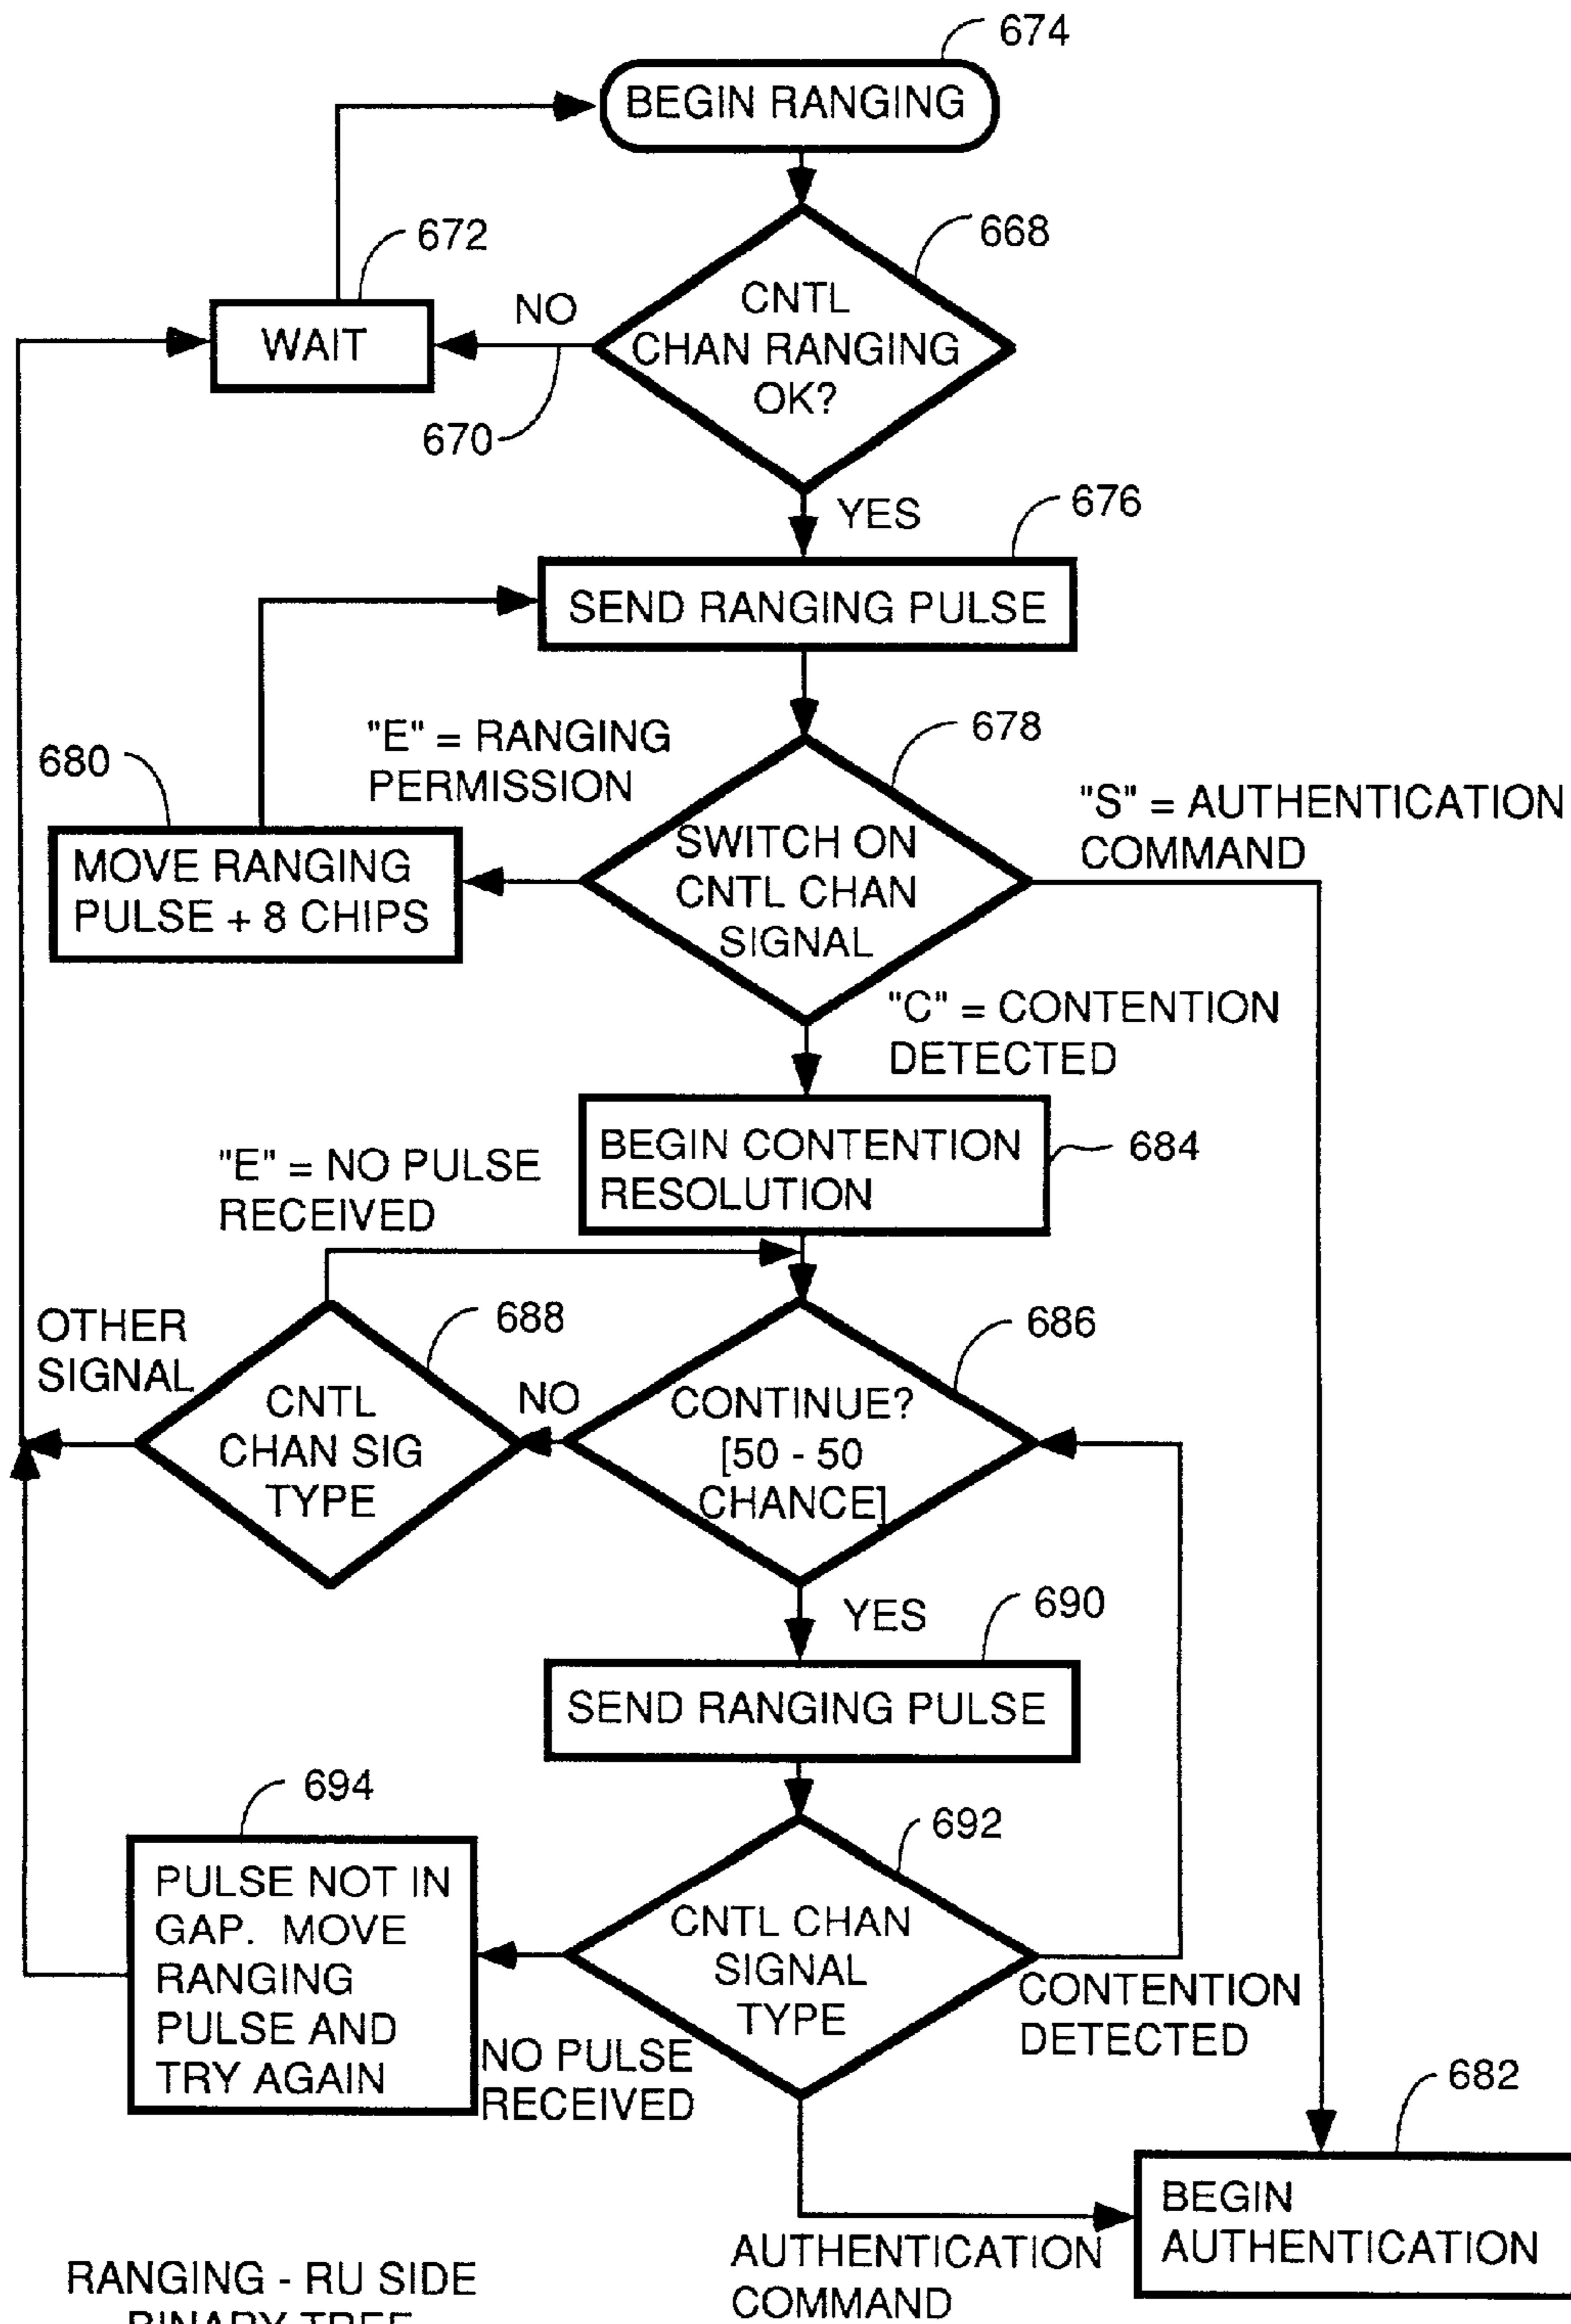 674
BEGIN RANGING
672
668
WAIT
NO
CNTL
CHAN RANGING
OK?
670
YES
676
SEND RANGING PULSE
"E" = RANGING
PERMISSION
678
680
"S" = AUTHENTICATION
COMMAND
MOVE RANGING
PULSE + 8 CHIPS
SWITCH ON
CNTL CHAN
SIGNAL
"C" = CONTENTION
DETECTED
BEGIN CONTENTION
RESOLUTION
684
"E" = NO PULSE
RECEIVED
OTHER
SIGNAL
688
686
CNTL
CHAN SIG
TYPE
NO
CONTINUE?
[50 - 50
CHANCE]
YES
690
SEND RANGING PULSE
694
692
PULSE NOT IN
GAP. MOVE
RANGING
PULSE AND
TRY AGAIN
CNTL CHAN
SIGNAL
TYPE
CONTENTION
DETECTED
NO PULSE
RECEIVED
682
BEGIN
AUTHENTICATION
AUTHENTICATION
COMMAND
RANGING - RU SIDE
BINARY TREE